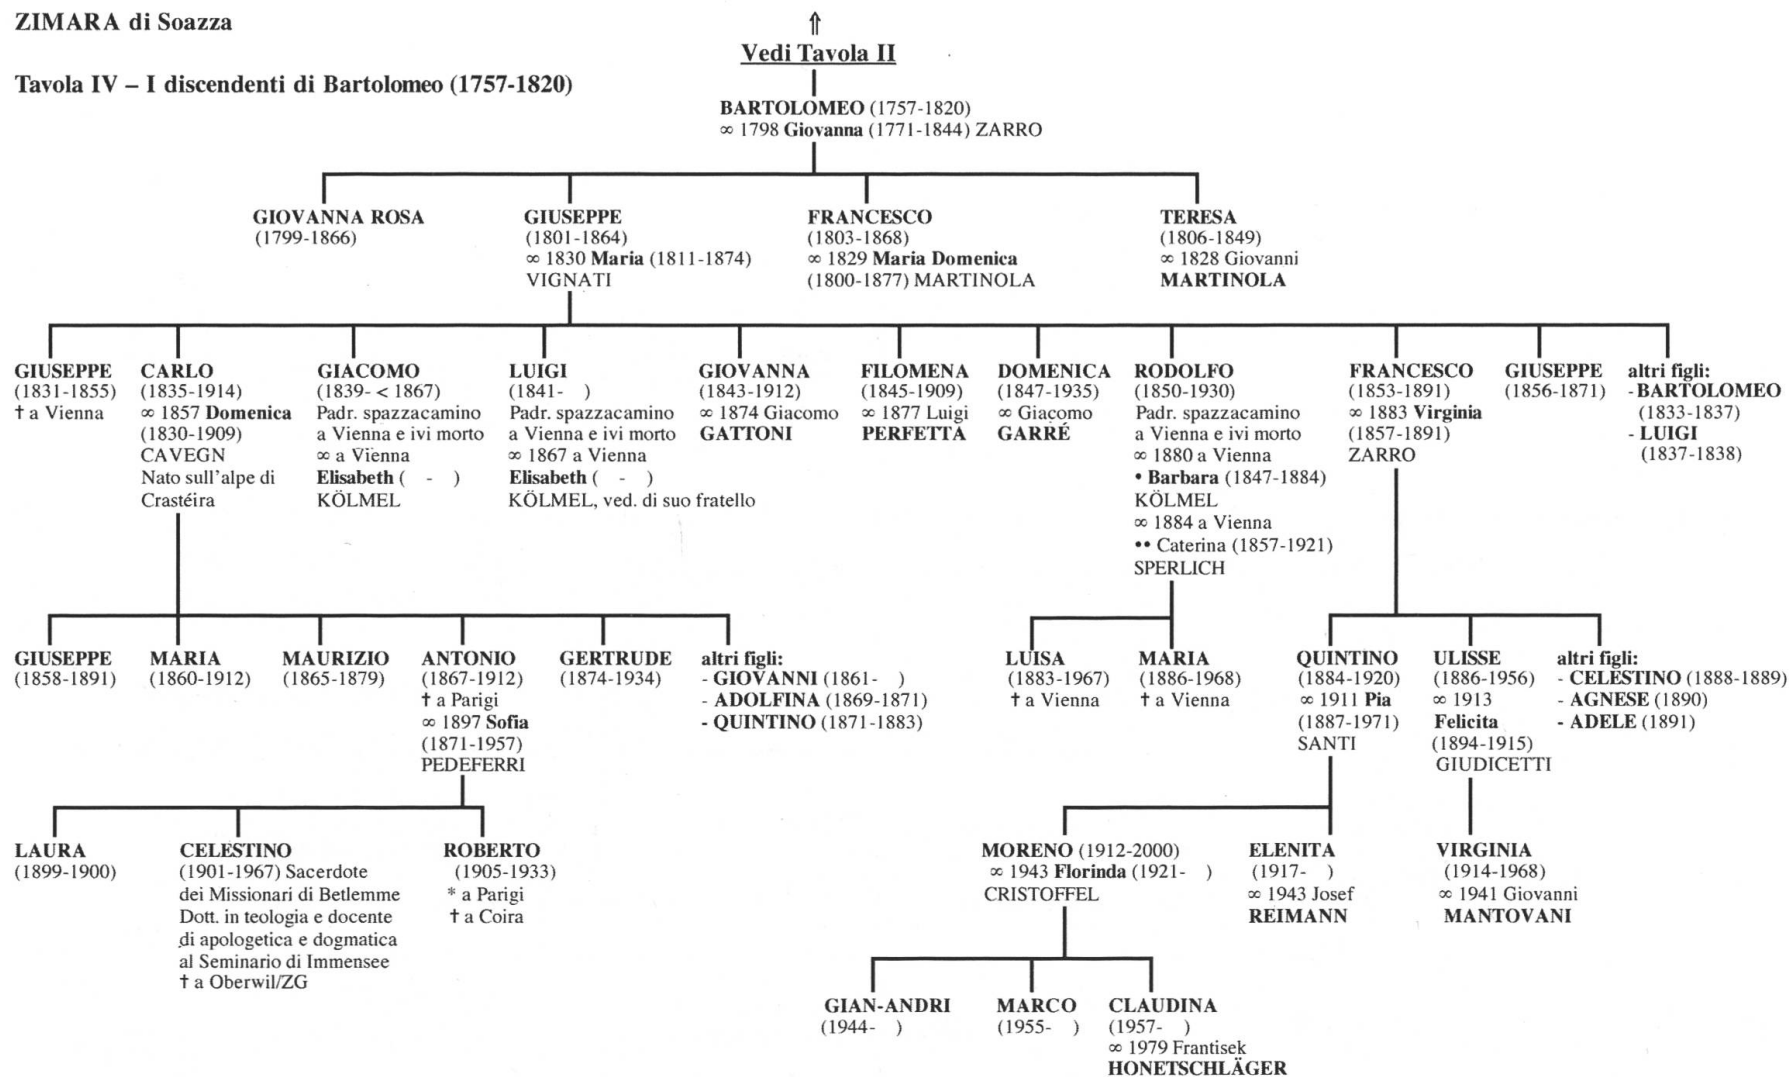 ZIMARA di Soazza
⇑
Vedi Tavola II
Tavola IV – I discendenti di Bartolomeo (1757-1820)
BARTOLOMEO (1757-1820)
∞ 1798 Giovanna (1771-1844) ZARRO
GIOVANNA ROSA
(1799-1866)
GIUSEPPE
(1801-1864)
∞ 1830 Maria (1811-1874)
VIGNATI
FRANCESCO
(1803-1868)
∞ 1829 Maria Domenica
(1800-1877) MARTINOLA
TERESA
(1806-1849)
∞ 1828 Giovanni
MARTINOLA
GIUSEPPE
(1831-1855)
† a Vienna
CARLO
(1835-1914)
∞ 1857 Domenica
(1830-1909)
CAVEGN
Nato sull'alpe di
Crastéira
GIACOMO
(1839- < 1867)
Padr. spazzacamino
a Vienna e ivi morto
∞ a Vienna
Elisabeth ( - )
KÖLMEL
LUIGI
(1841- )
Padr. spazzacamino
a Vienna e ivi morto
∞ 1867 a Vienna
Elisabeth ( - )
KÖLMEL, ved. di suo fratello
GIOVANNA
(1843-1912)
∞ 1874 Giacomo
GATTONI
FILOMENA
(1845-1909)
∞ 1877 Luigi
PERFETTA
DOMENICA
(1847-1935)
∞ Giacomo
GARRÉ
RODOLFO
(1850-1930)
Padr. spazzacamino
a Vienna e ivi morto
∞ 1880 a Vienna
• Barbara (1847-1884)
KÖLMEL
∞ 1884 a Vienna
•• Caterina (1857-1921)
SPERLICH
FRANCESCO
(1853-1891)
∞ 1883 Virginia
(1857-1891)
ZARRO
GIUSEPPE
(1856-1871)
altri figli:
- BARTOLOMEO
(1833-1837)
- LUIGI
(1837-1838)
GIUSEPPE
(1858-1891)
MARIA
(1860-1912)
MAURIZIO
(1865-1879)
ANTONIO
(1867-1912)
† a Parigi
∞ 1897 Sofia
(1871-1957)
PEDEFERRI
GERTRUDE
(1874-1934)
altri figli:
- GIOVANNI (1861- )
- ADOLFINA (1869-1871)
- QUINTINO (1871-1883)
LUISA
(1883-1967)
† a Vienna
MARIA
(1886-1968)
† a Vienna
QUINTINO
(1884-1920)
∞ 1911 Pia
(1887-1971)
SANTI
ULISSE
(1886-1956)
∞ 1913
Felicita
(1894-1915)
GIUDICETTI
altri figli:
- CELESTINO (1888-1889)
- AGNESE (1890)
- ADELE (1891)
LAURA
(1899-1900)
CELESTINO
(1901-1967) Sacerdote
dei Missionari di Betlemme
Dott. in teologia e docente
di apologetica e dogmatica
al Seminario di Immensee
† a Oberwil/ZG
ROBERTO
(1905-1933)
* a Parigi
† a Coira
MORENO (1912-2000)
∞ 1943 Florinda (1921- )
CRISTOFFEL
ELENITA
(1917- )
∞ 1943 Josef
REIMANN
VIRGINIA
(1914-1968)
∞ 1941 Giovanni
MANTOVANI
GIAN-ANDRI
(1944- )
MARCO
(1955- )
CLAUDINA
(1957- )
∞ 1979 Frantisek
HONETSCHLÄGER